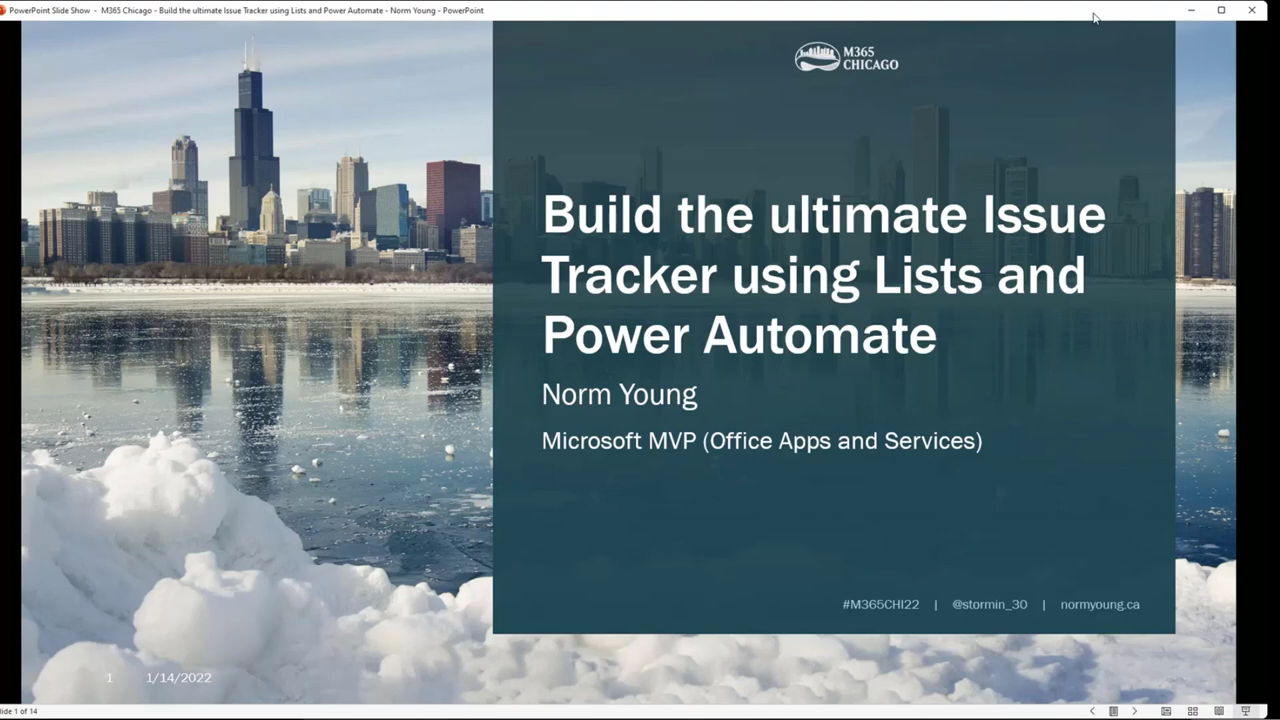 PowerPoint Slide Show - M365 Chicago - Build the ultimate Issue Tracker using Lists and Power Automate - Norm Young - PowerPoint
M365
CHICAGO
Build the ultimate Issue
Tracker using Lists and
Power Automate
Norm Young
Microsoft MVP (Office Apps and Services)
#M365CHI22 | @stormin_30 | normyoung.ca
1 1/14/2022
lide 1 of 14